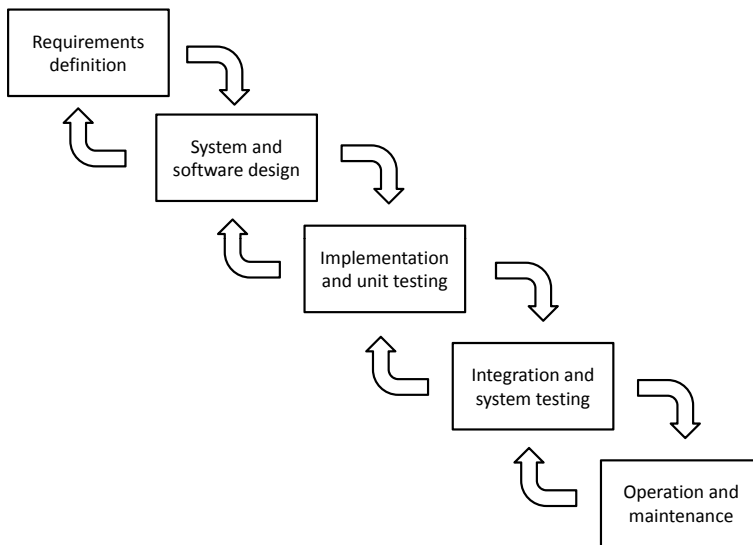 Requirements
definition
System and
software design
Implementation
and unit testing
Integration and
system testing
Operation and
maintenance